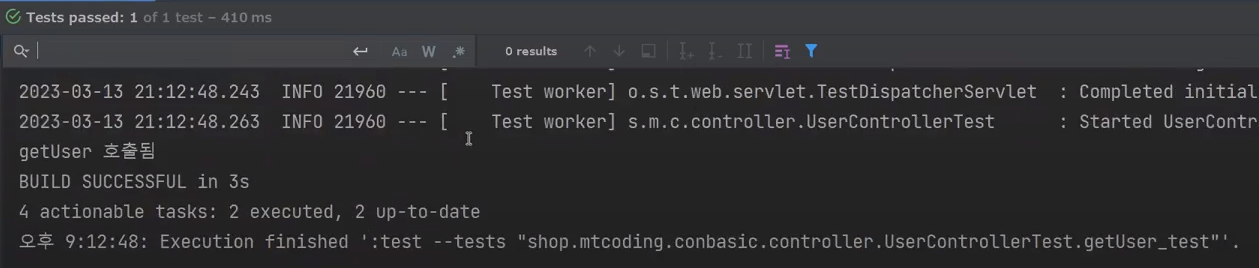 Tests passed: 1 of 1 test – 410 ms
Aa W .* 0 results
2023-03-13 21:12:48.243  INFO 21960 --- [    Test worker] o.s.t.web.servlet.TestDispatcherServlet  : Completed initial
2023-03-13 21:12:48.263  INFO 21960 --- [    Test worker] s.m.c.controller.UserControllerTest      : Started UserContr
getUser 호출됨
BUILD SUCCESSFUL in 3s
4 actionable tasks: 2 executed, 2 up-to-date
오후 9:12:48: Execution finished ':test --tests "shop.mtcoding.conbasic.controller.UserControllerTest.getUser_test"'.